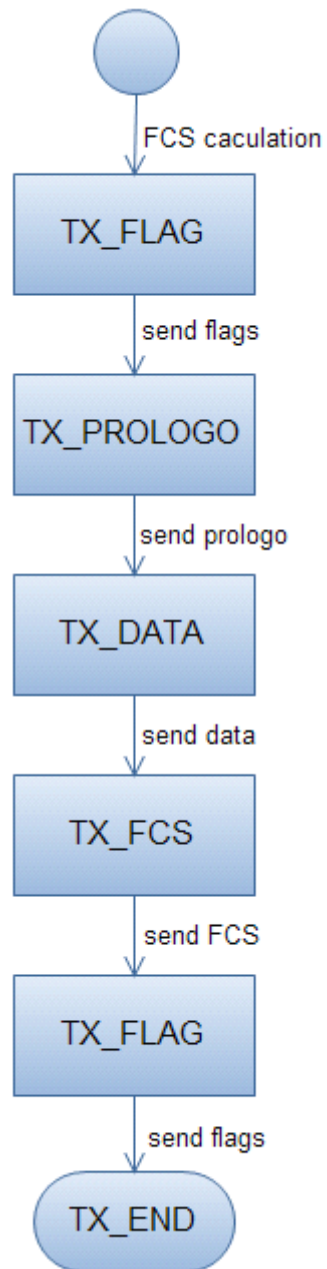 FCS caculation
TX_FLAG
send flags
TX_PROLOGO
send prologo
TX_DATA
send data
TX_FCS
send FCS
TX_FLAG
send flags
TX_END